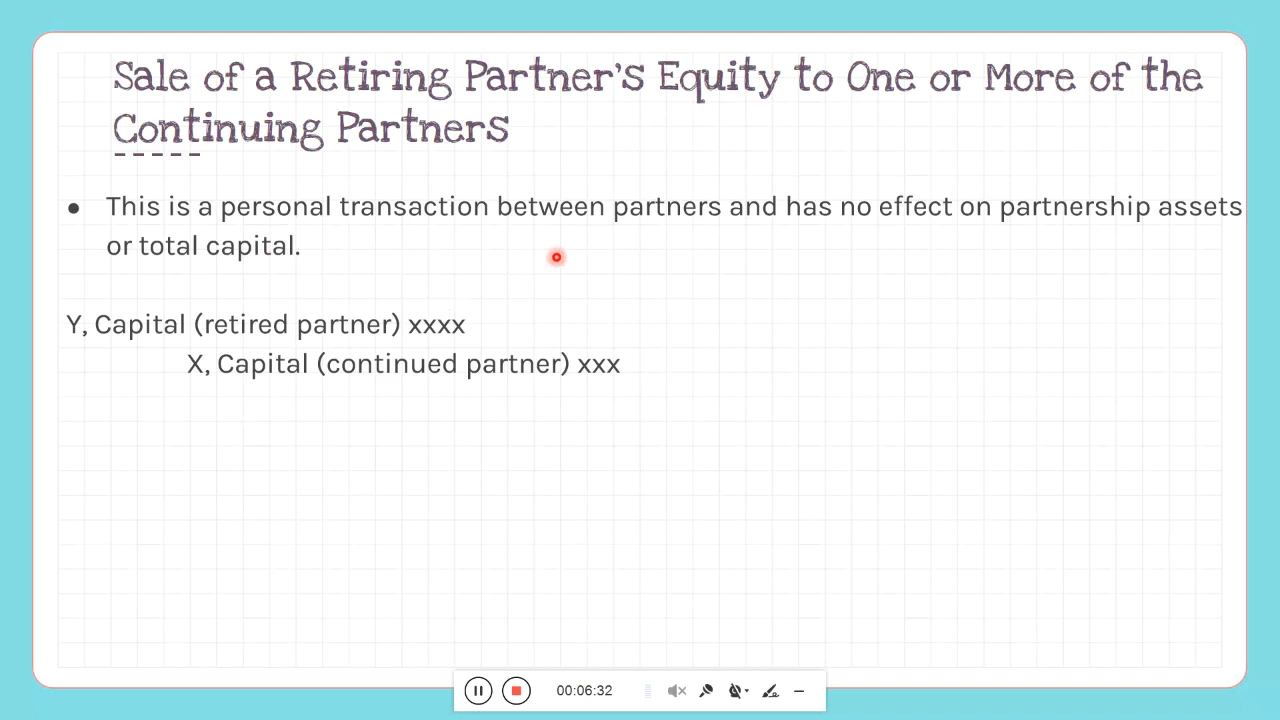 Sale of a Retiring Partner's Equity to One or More of the
Continuing Partners
● This is a personal transaction between partners and has no effect on partnership assets
or total capital.
Y, Capital (retired partner) xxxx
X, Capital (continued partner) xxx
00:06:32